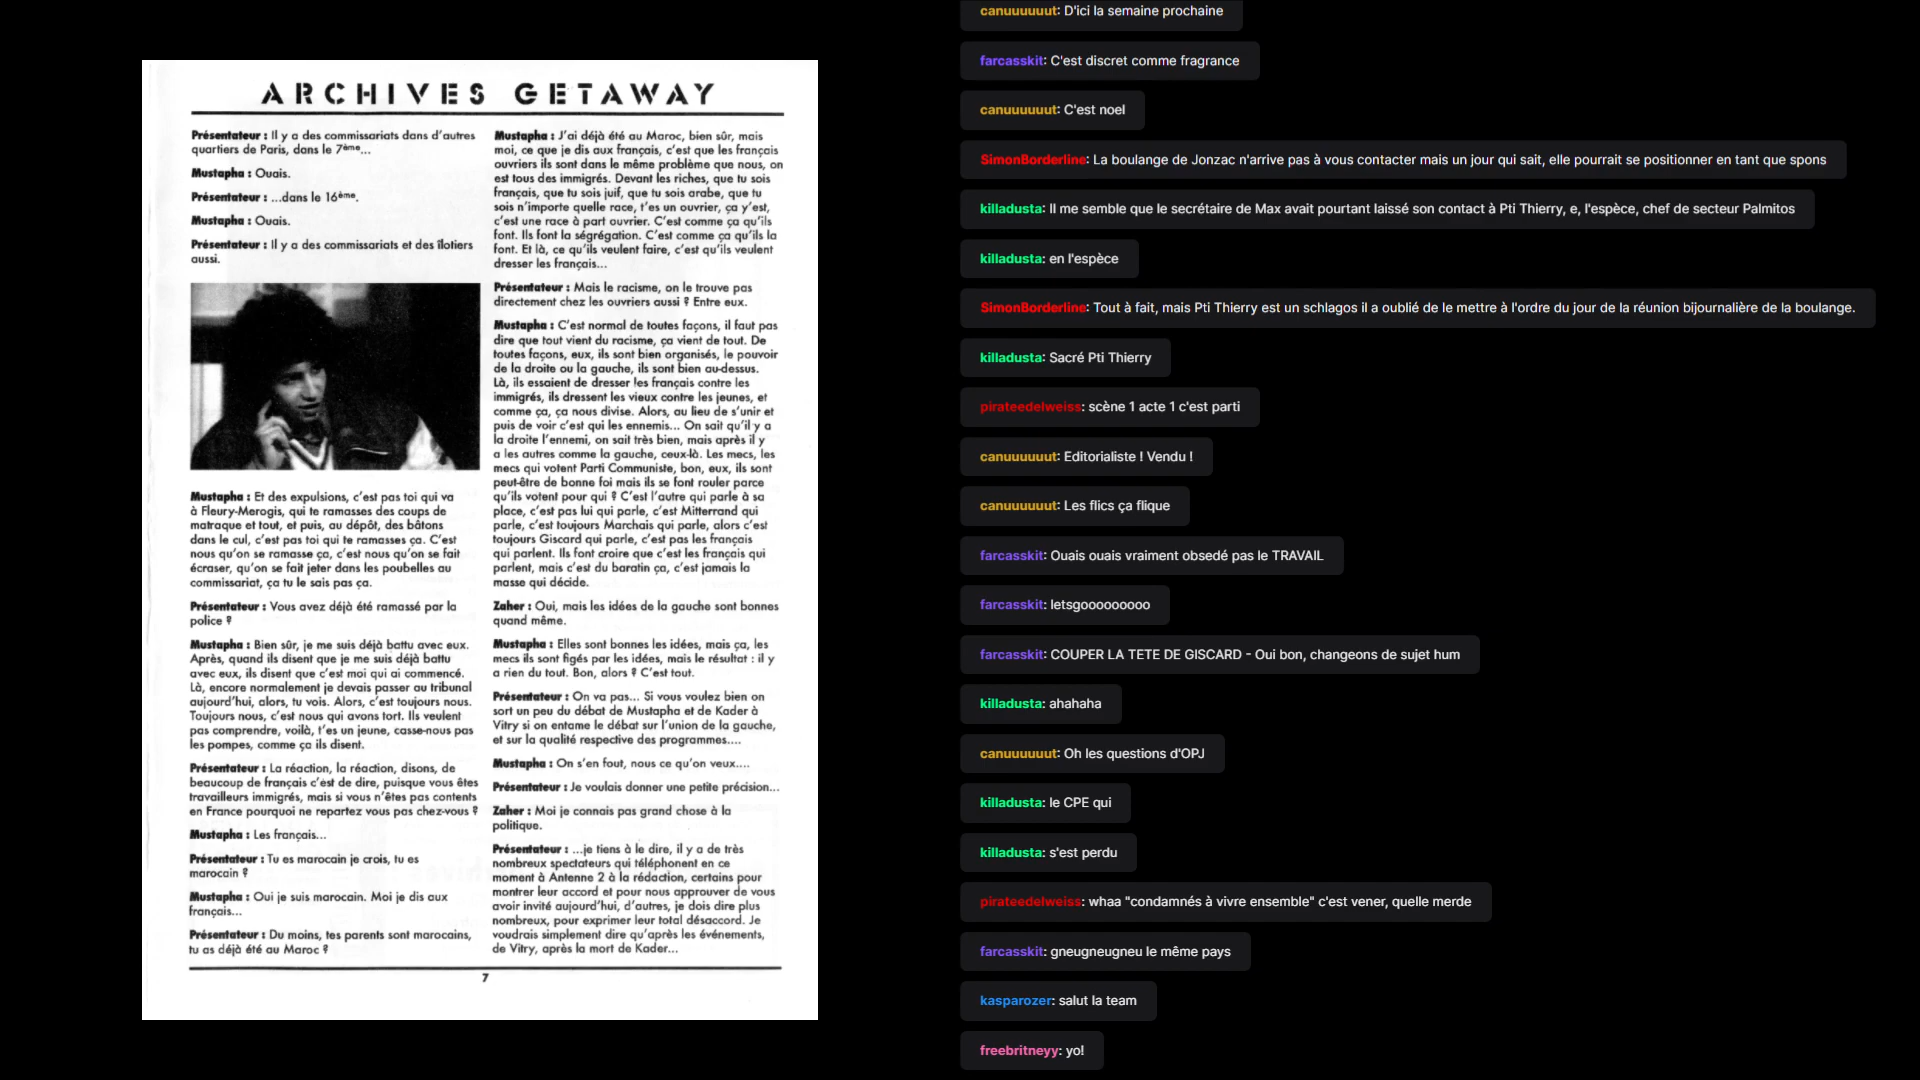 ARCHIVES GETAWAY
Présentateur : Il y a des commissariats dans d'autres
quartiers de Paris, dans le 7ème...
Mustapha : Ouais.
Présentateur : ...dans le 16ème.
Mustapha : Ouais.
Présentateur : Il y a des commissariats et des îlotiers
aussi.
Mustapha : Et des expulsions, c'est pas toi qui va
à Fleury-Merogis, qui te ramasses des coups de
matraque et tout, et puis, au dépôt, des bâtons
dans le cul, c'est pas toi qui te ramasses ça. C'est
nous qu'on se ramasse ça, c'est nous qu'on se fait
écraser, qu'on se fait jeter dans les poubelles au
commissariat, ça tu le sais pas ça.
Présentateur : Vous avez déjà été ramassé par la
police ?
Mustapha : Bien sûr, je me suis déjà battu avec eux.
Après, quand ils disent que je me suis déjà battu
avec eux, ils disent que c'est moi qui ai commencé.
Là, encore normalement je devais passer au tribunal
aujourd'hui, alors, tu vois. Alors, c'est toujours nous.
Toujours nous, c'est nous qui avons tort. Ils veulent
pas comprendre, voilà, t'es un jeune, casse-nous pas
les pompes, comme ça ils disent.
Présentateur : La réaction, la réaction, disons, de
beaucoup de français c'ést de dire, puisque vous êtes
travailleurs immigrés, mais si vous n'êtes pas contents
en France pourquoi ne repartez vous pas chez-vous ?
Mustapha : Les français...
Présentateur : Tu es marocain je crois, tu es
marocain ?
Mustapha : Oui je suis marocain. Moi je dis aux
français...
Présentateur : Du moins, tes parents sont marocains,
tu as déjà été au Maroc ?
Mustapha : J'ai déjà été au Maroc, bien sûr, mais
moi, ce que je dis aux français, c'est que les français
ouvriers ils sont dans le même problème que nous, on
est tous des immigrés. Devant les riches, que tu sois
français, que tu sois juif, que tu sois arabe, que tu
sois n'importe quelle race, t'es un ouvrier, ça y'est,
c'est une race à part ouvrier. C'est comme ça qu'ils
font. Ils font la ségrégation. C'est comme ça qu'ils la
font. Et là, ce qu'ils veulent faire, c'est qu'ils veulent
dresser les français...
Présentateur : Mais le racisme, on le trouve pas
directement chez les ouvriers aussi ? Entre eux.
Mustapha : C'est normal de toutes façons, il faut pas
dire que tout vient du racisme, ça vient de tout. De
toutes façons, eux, ils sont bien organisés, le pouvoir
de la droite ou la gauche, ils sont bien au-dessus.
Là, ils essaient de dresser les français contre les
immigrés, ils dressent les vieux contre les jeunes, et
comme ça, ça nous divise. Alors, au lieu de s'unir et
puis de voir c'est qui les ennemis... On sait qu'il y a
la droite l'ennemi, on sait très bien, mais après il y
a les autres comme la gauche, ceux-là. Les mecs, les
mecs qui votent Parti Communiste, bon, eux, ils sont
peut-être de bonne foi mais ils se font rouler parce
qu'ils votent pour qui ? C'est l'autre qui parle à sa
place, c'est pas lui qui parle, c'est Mitterrand qui
parle, c'est toujours Marchais qui parle, alors c'est
toujours Giscard qui parle, c'est pas les français
qui parlent. Ils font croire que c'est les français qui
parlent, mais c'est du baratin ça, c'est jamais la
masse qui décide.
Zaher : Oui, mais les idées de la gauche sont bonnes
quand même.
Mustapha : Elles sont bonnes les idées, mais ça, les
mecs ils sont figés par les idées, mais le résultat : il y
a rien du tout. Bon, alors ? C'est tout.
Présentateur : On va pas... Si vous voulez bien on
sort un peu du débat de Mustapha et de Kader à
Vitry si on entame le débat sur l'union de la gauche,
et sur la qualité respective des programmes....
Mustapha : On s'en fout, nous ce qu'on veux....
Présentateur : Je voulais donner une petite précision...
Zaher : Moi je connais pas grand chose à la
politique.
Présentateur : ...je tiens à le dire, il y a de très
nombreux spectateurs qui téléphonent en ce
moment à Antenne 2 à la rédaction, certains pour
montrer leur accord et pour nous approuver de vous
avoir invité aujourd'hui, d'autres, je dois dire plus
nombreux, pour exprimer leur total désaccord. Je
voudrais simplement dire qu'après les événements,
de Vitry, après la mort de Kader...
7
canuuuuuut: D'ici la semaine prochaine
farcasskit: C'est discret comme fragrance
canuuuuuut: C'est noel
SimonBorderline: La boulange de Jonzac n'arrive pas à vous contacter mais un jour qui sait, elle pourrait se positionner en tant que spons
killadusta: Il me semble que le secrétaire de Max avait pourtant laissé son contact à Pti Thierry, e, l'espèce, chef de secteur Palmitos
killadusta: en l'espèce
SimonBorderline: Tout à fait, mais Pti Thierry est un schlagos il a oublié de le mettre à l'ordre du jour de la réunion bijournalière de la boulange.
killadusta: Sacré Pti Thierry
pirateedelweiss: scène 1 acte 1 c'est parti
canuuuuuut: Editorialiste ! Vendu !
canuuuuuut: Les flics ça flique
farcasskit: Ouais ouais vraiment obsedé pas le TRAVAIL
farcasskit: letsgooooooooo
farcasskit: COUPER LA TETE DE GISCARD - Oui bon, changeons de sujet hum
killadusta: ahahaha
canuuuuuut: Oh les questions d'OPJ
killadusta: le CPE qui
killadusta: s'est perdu
pirateedelweiss: whaa "condamnés à vivre ensemble" c'est vener, quelle merde
farcasskit: gneugneugneu le même pays
kasparozer: salut la team
freebritneyy: yo!